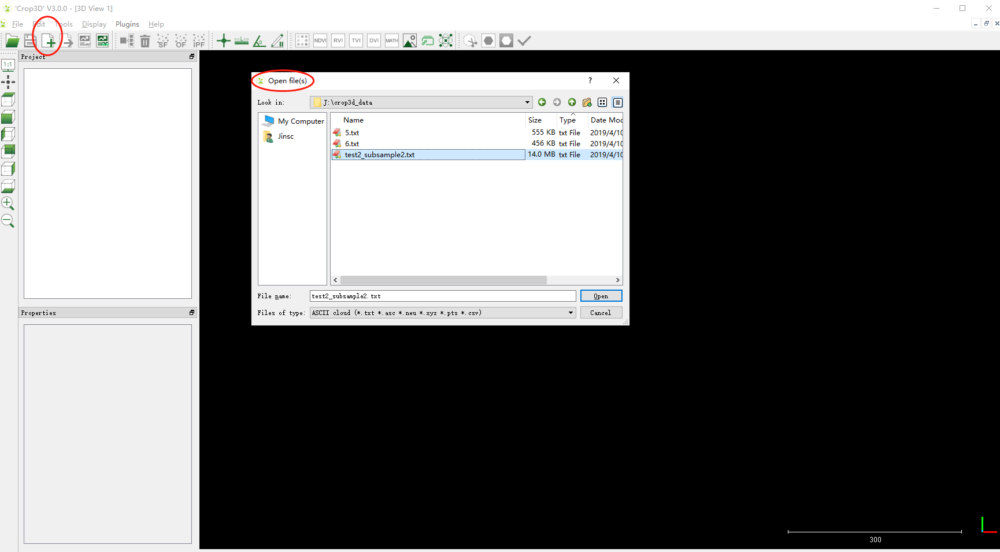 'Crop3D' V3.0.0 - [3D View 1]
File Edit Tools Display Plugins Help
SF OF IPF NDVI RVI TVI DVI MATH
Project
1:1
Open file(s)
?
Look in: J:\crop3d_data
My Computer
Jinsc
Name Size Type Date Mod
5.txt 555 KB txt File 2019/4/10
6.txt 456 KB txt File 2019/4/10
test2_subsample2.txt 14.0 MB txt File 2019/4/10
File name: test2_subsample2.txt Open
Files of type: ASCII cloud (*.txt *.asc *.neu *.xyz *.pts *.csv) Cancel
Properties
300